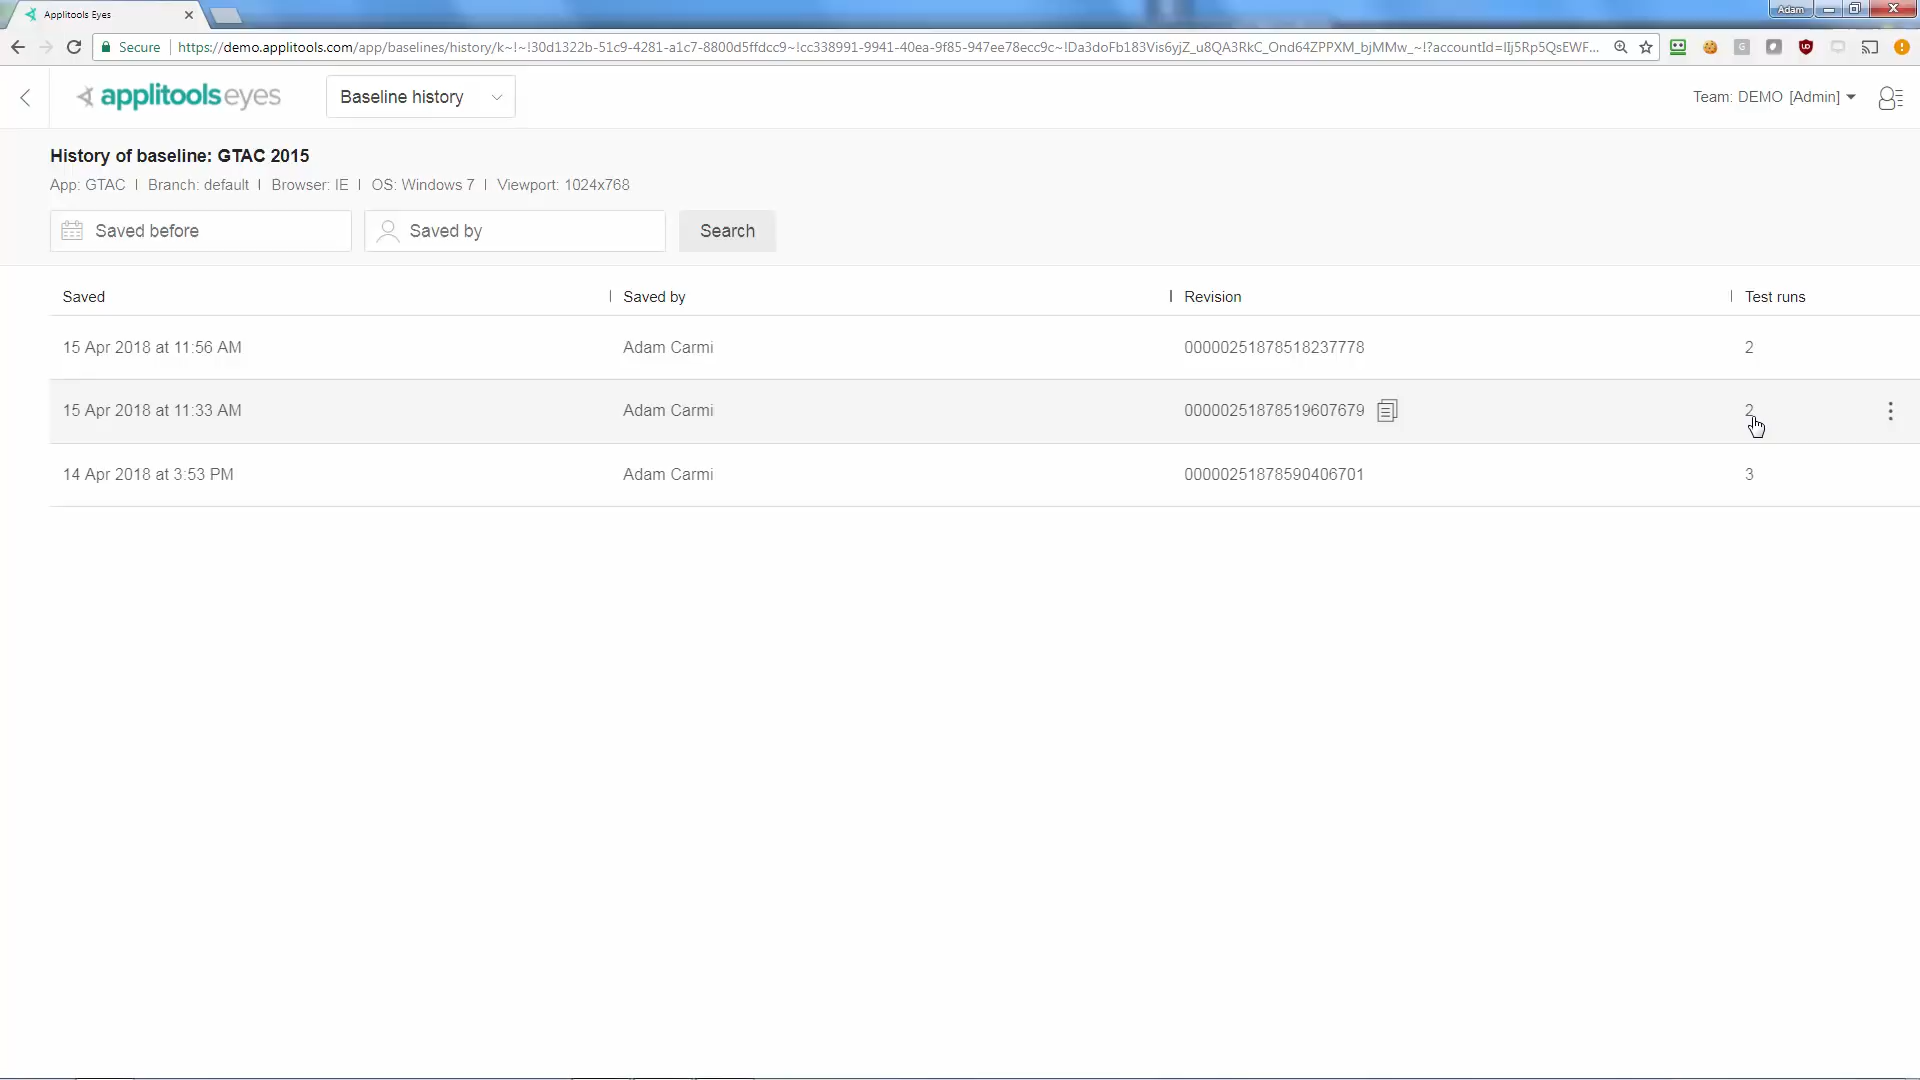 Applitools Eyes
Adam
Secure https://demo.applitools.com/app/baselines/history/k~!~!30d1322b-51c9-4281-a1c7-8800d5ffdcc9~!cc338991-9941-40ea-9f85-947ee78ecc9c~!Da3doFb183Vis6yjZ_u8QA3RkC_Ond64ZPPXM_bjMMw_~!?accountId=IIj5Rp5QsEWF...
applitools eyes
Baseline history
Team: DEMO [Admin]
History of baseline: GTAC 2015
App: GTAC | Branch: default | Browser: IE | OS: Windows 7 | Viewport: 1024x768
Saved before
Saved by
Search
Saved | Saved by | Revision | Test runs
15 Apr 2018 at 11:56 AM Adam Carmi 00000251878518237778 2
15 Apr 2018 at 11:33 AM Adam Carmi 00000251878519607679 2
14 Apr 2018 at 3:53 PM Adam Carmi 00000251878590406701 3